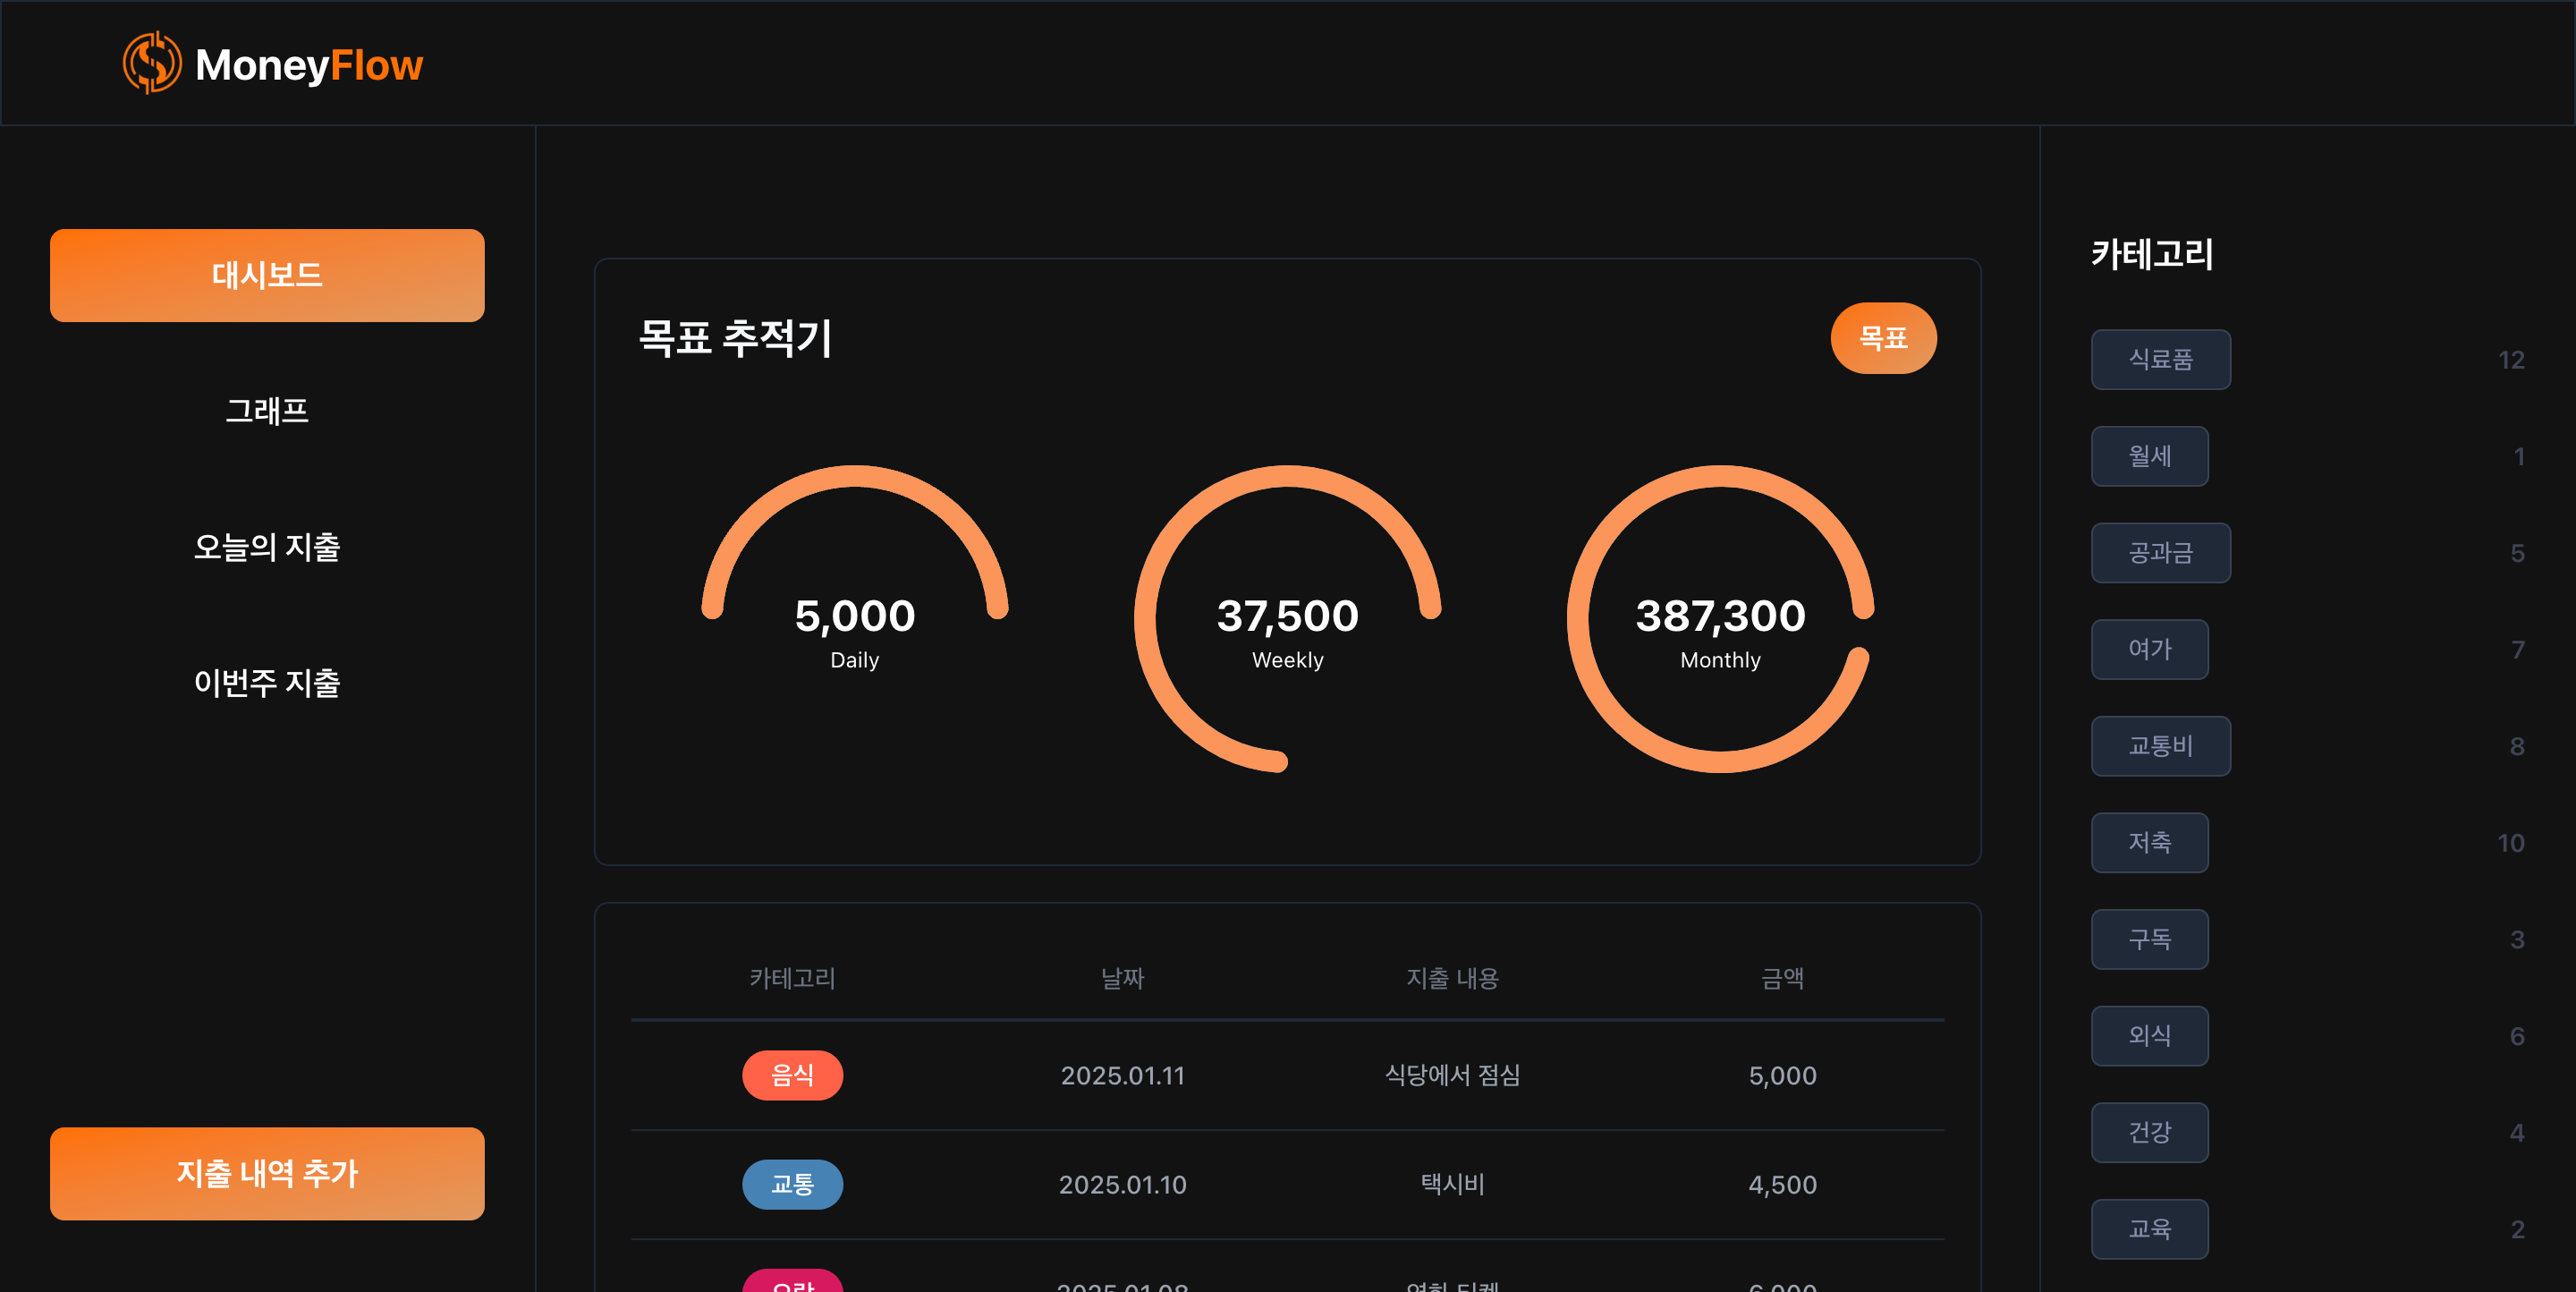 MoneyFlow
대시보드
그래프
오늘의 지출
이번주 지출
지출 내역 추가
목표 추적기
목표
5,000
Daily
37,500
Weekly
387,300
Monthly
카테고리 날짜 지출 내용 금액
음식 2025.01.11 식당에서 점심 5,000
교통 2025.01.10 택시비 4,500
카테고리
식료품 12
월세 1
공과금 5
여가 7
교통비 8
저축 10
구독 3
외식 6
건강 4
교육 2